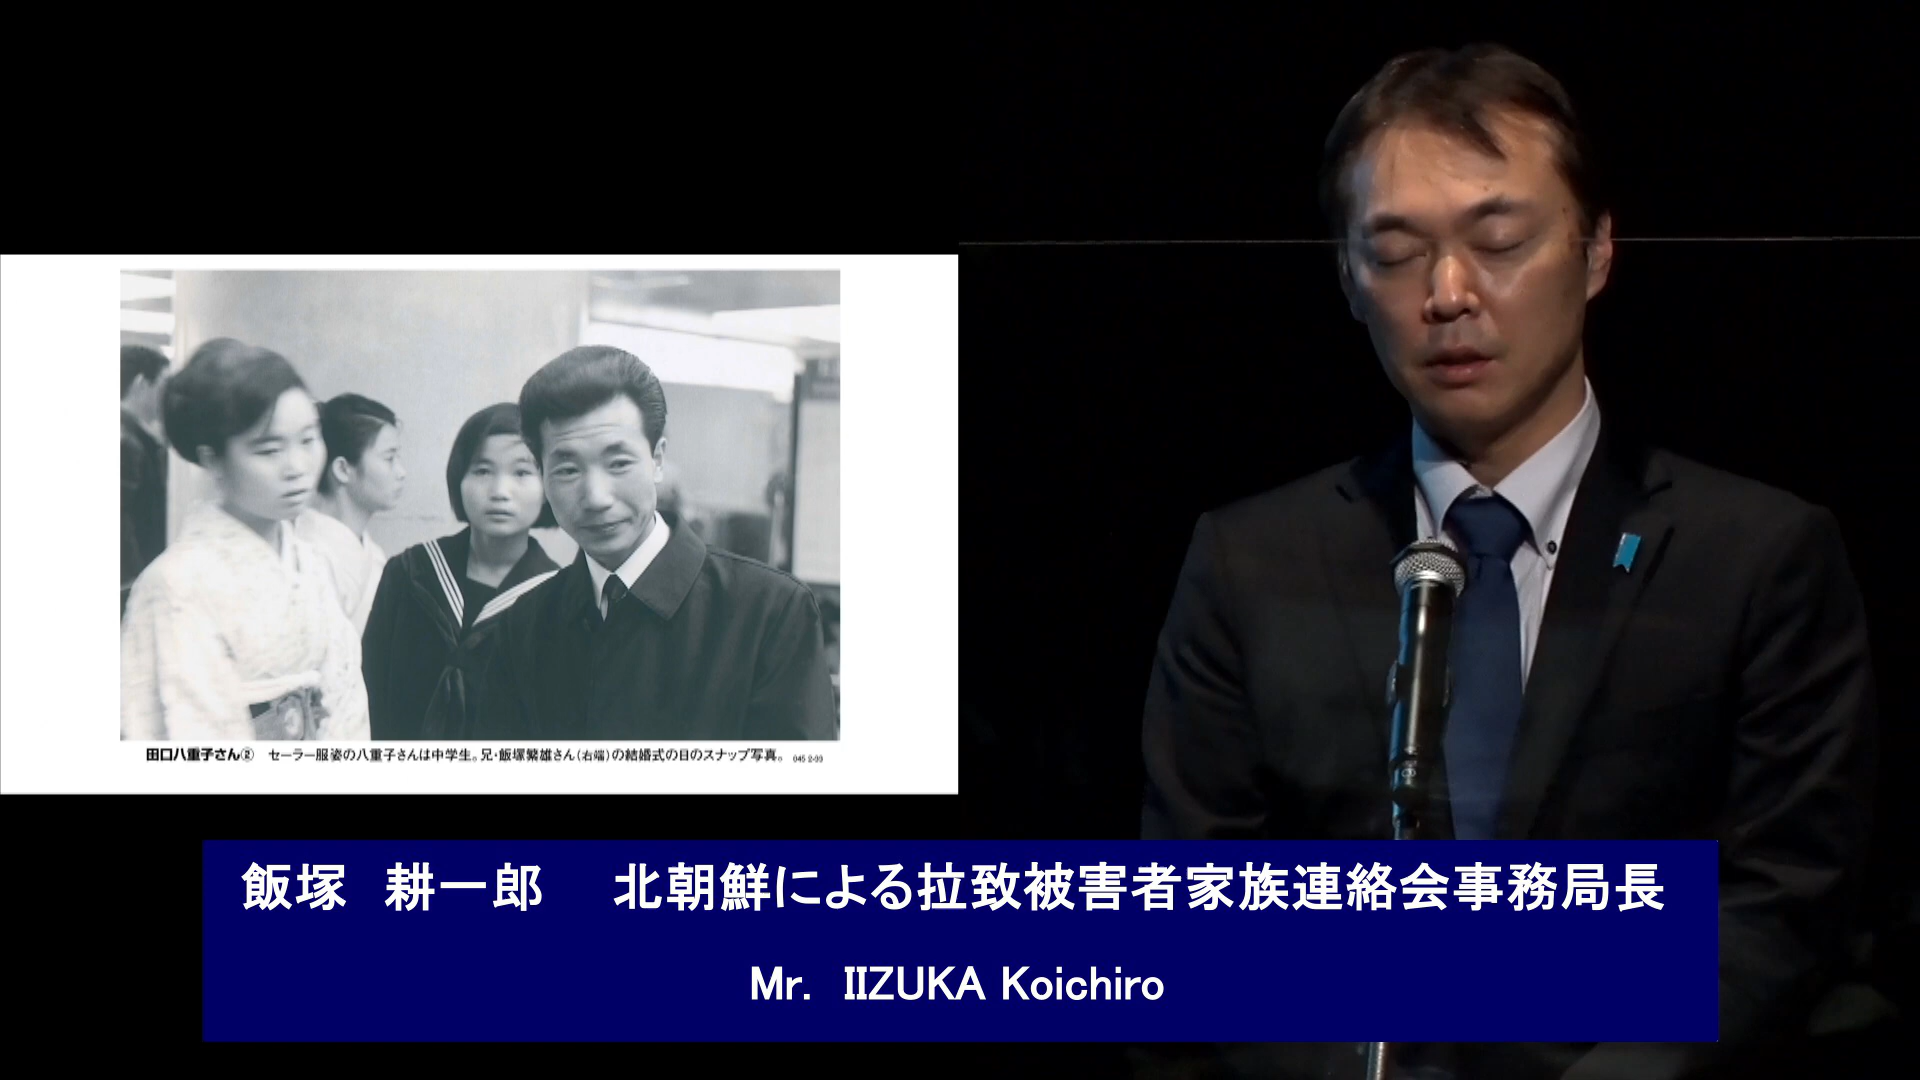 田口八重子さん② セーラー服姿の八重子さんは中学生。兄・飯塚繁雄さん(右端)の結婚式の日のスナップ写真。 045 2-03
飯塚 耕一郎 北朝鮮による拉致被害者家族連絡会事務局長
Mr. IIZUKA Koichiro